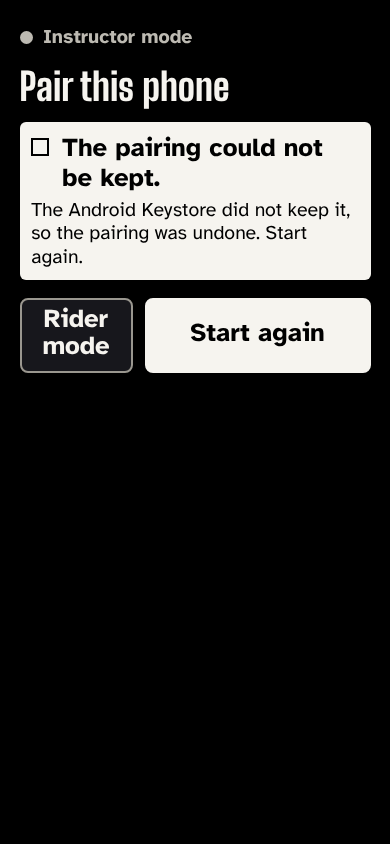 Instructor mode
Pair this phone
The pairing could not
be kept.
The Android Keystore did not keep it,
so the pairing was undone. Start
again.
Rider
mode
Start again